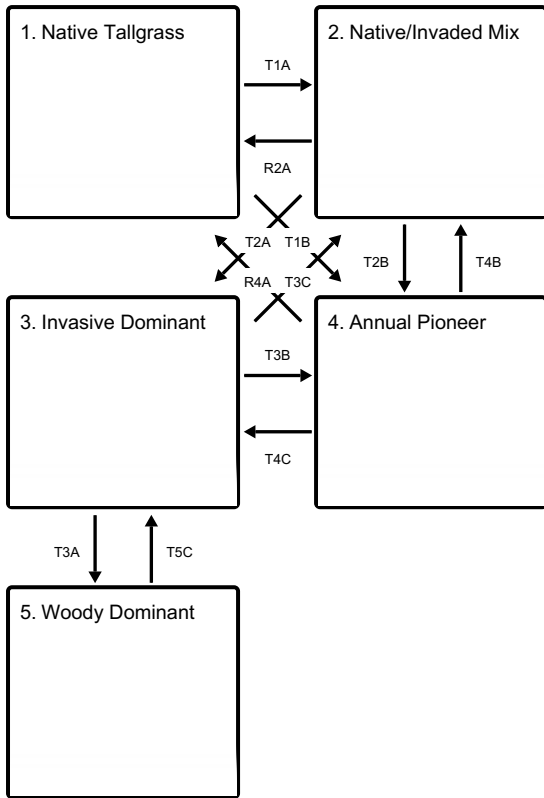 1. Native Tallgrass
2. Native/Invaded Mix
T1A
R2A
T2A T1B
R4A T3C
T2B
T4B
3. Invasive Dominant
4. Annual Pioneer
T3B
T4C
T3A
T5C
5. Woody Dominant